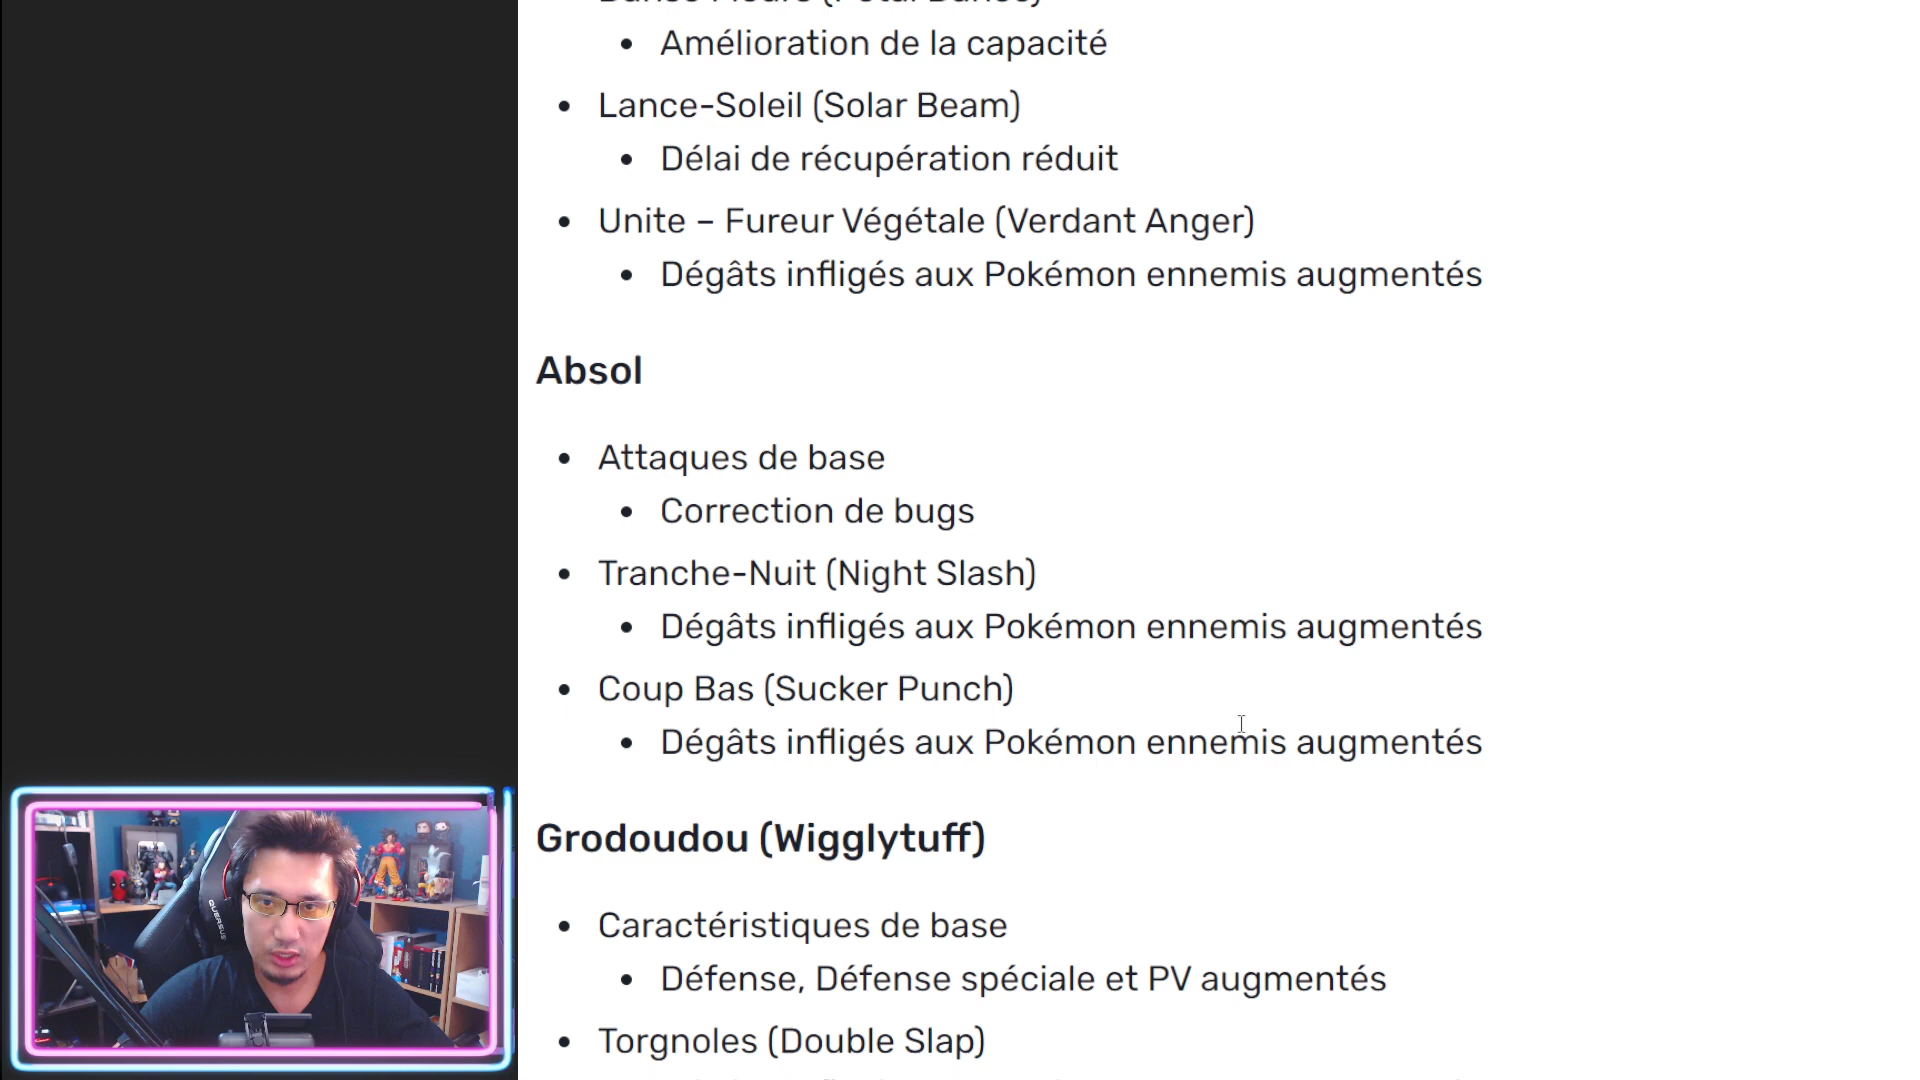 Amélioration de la capacité
Lance-Soleil (Solar Beam)
Délai de récupération réduit
Unite – Fureur Végétale (Verdant Anger)
Dégâts infligés aux Pokémon ennemis augmentés
Absol
Attaques de base
Correction de bugs
Tranche-Nuit (Night Slash)
Dégâts infligés aux Pokémon ennemis augmentés
Coup Bas (Sucker Punch)
Dégâts infligés aux Pokémon ennemis augmentés
Grodoudou (Wigglytuff)
Caractéristiques de base
Défense, Défense spéciale et PV augmentés
Torgnoles (Double Slap)
QUERSUS